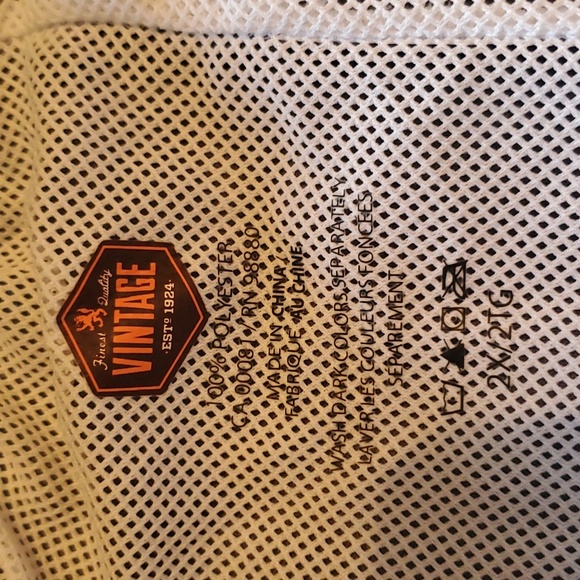 Finest Quality
VINTAGE
·ESTº 1924·
100% POLYESTER
CA 00081 / RN 98880
MADE IN CHINA
FABRIQUÉ AU CHINE
WASH DARK COLORS SEPARATELY
LAVER LES COULEURS FONCÉES
SÉPARÉMENT
2X/2TG